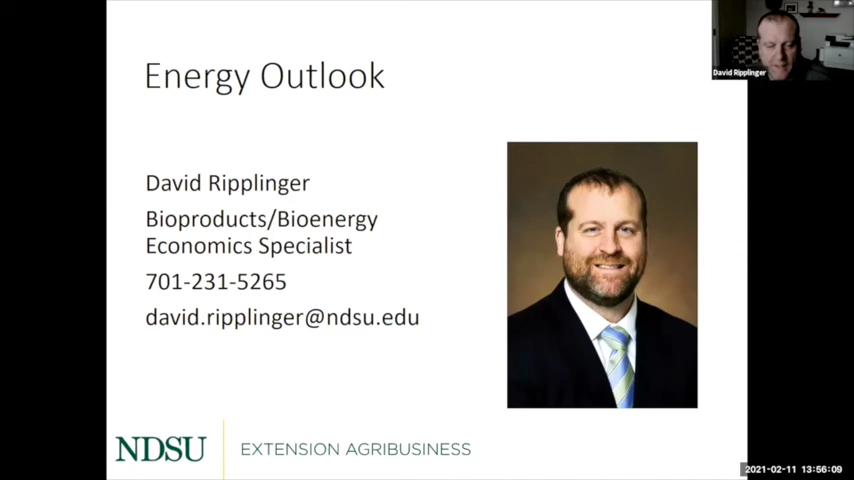 Energy Outlook
David Ripplinger
David Ripplinger
Bioproducts/Bioenergy
Economics Specialist
701-231-5265
david.ripplinger@ndsu.edu
NDSU
EXTENSION AGRIBUSINESS
2021-02-11 13:56:09